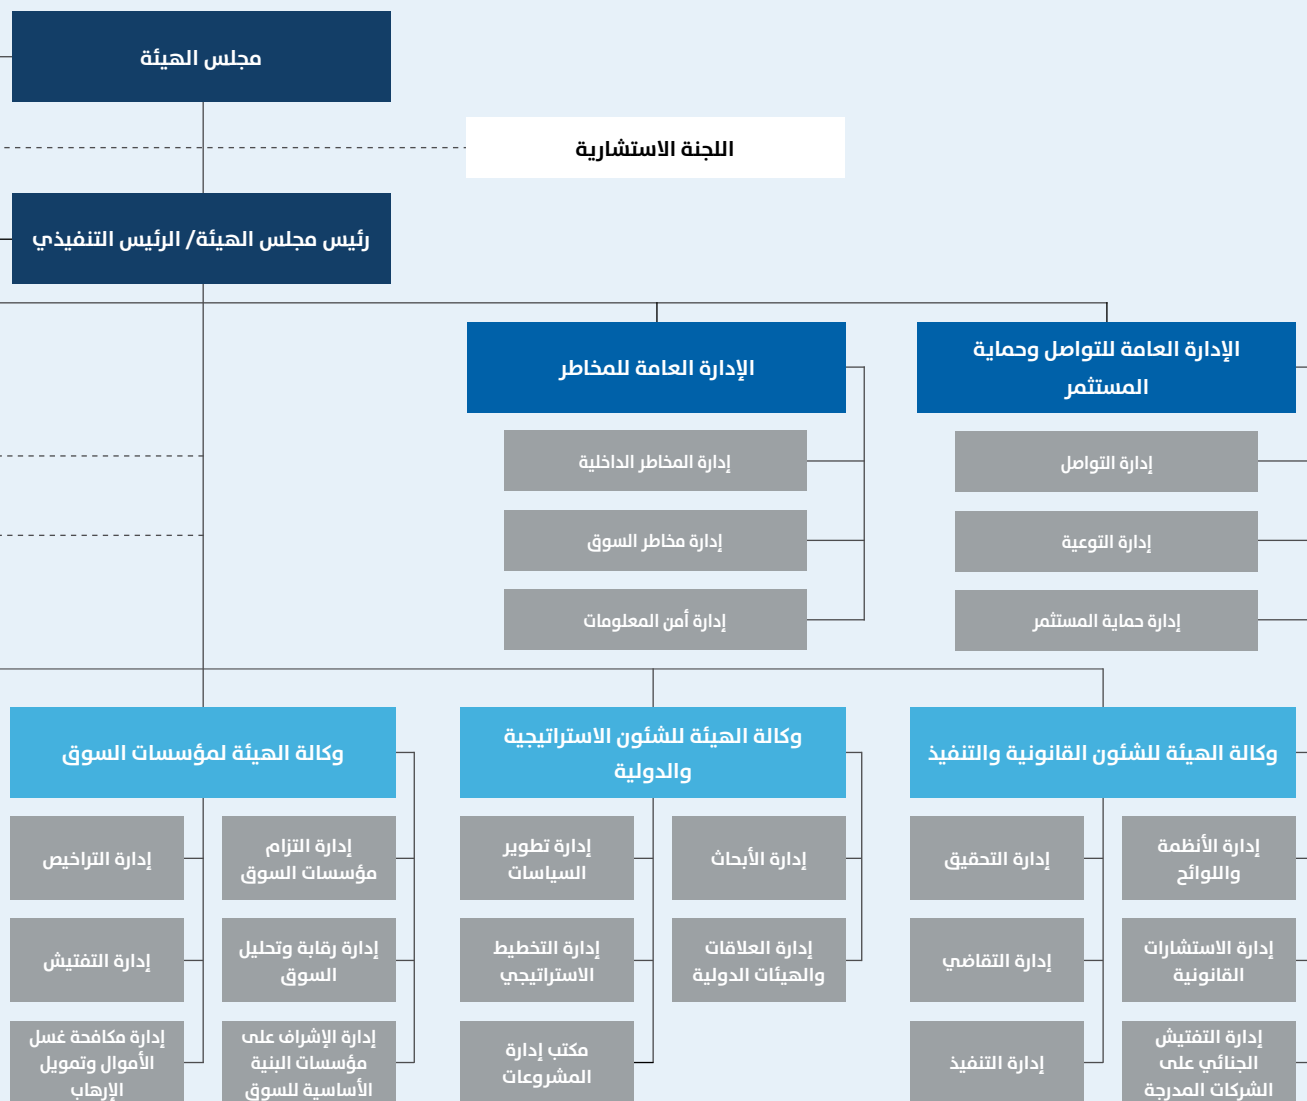 مجلس الهيئة
اللجنة الاستشارية
رئيس مجلس الهيئة/ الرئيس التنفيذي
الإدارة العامة للتواصل وحماية
المستثمر
إدارة التواصل
إدارة التوعية
إدارة حماية المستثمر
الإدارة العامة للمخاطر
إدارة المخاطر الداخلية
إدارة مخاطر السوق
إدارة أمن المعلومات
وكالة الهيئة للشئون القانونية والتنفيذ
إدارة الأنظمة
واللوائح
إدارة التحقيق
إدارة الاستشارات
القانونية
إدارة التقاضي
إدارة التفتيش
الجنائي على
الشركات المدرجة
إدارة التنفيذ
وكالة الهيئة للشئون الاستراتيجية
والدولية
إدارة الأبحاث
إدارة تطوير
السياسات
إدارة العلاقات
والهيئات الدولية
إدارة التخطيط
الاستراتيجي
مكتب إدارة
المشروعات
وكالة الهيئة لمؤسسات السوق
إدارة التزام
مؤسسات السوق
إدارة التراخيص
إدارة رقابة وتحليل
السوق
إدارة التفتيش
إدارة الإشراف على
مؤسسات البنية
الأساسية للسوق
إدارة مكافحة غسل
الأموال وتمويل
الإرهاب